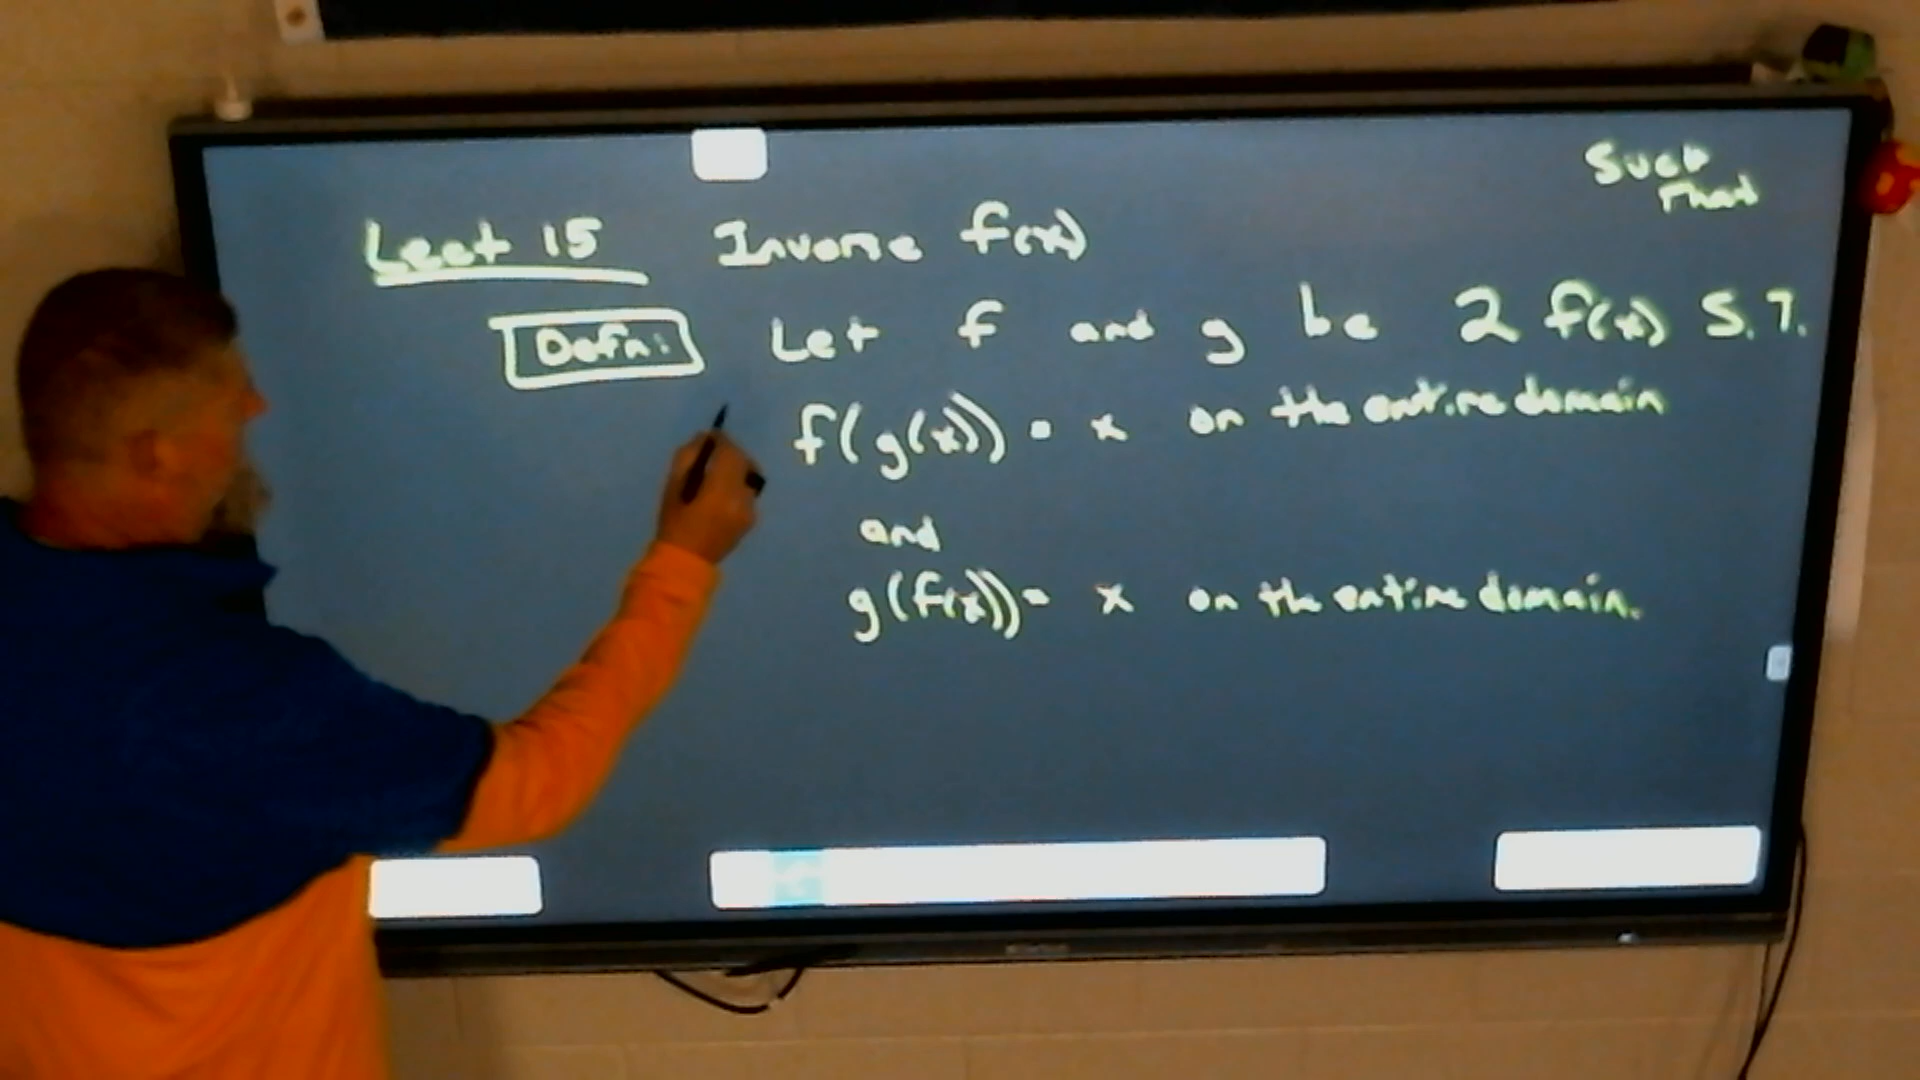 Such
That
Lect 15 Inverse f(x)
Defn: Let f and g be 2 f(x) S.T.
f(g(x)) = x on the entire domain
and
g(f(x)) = x on the entire domain.